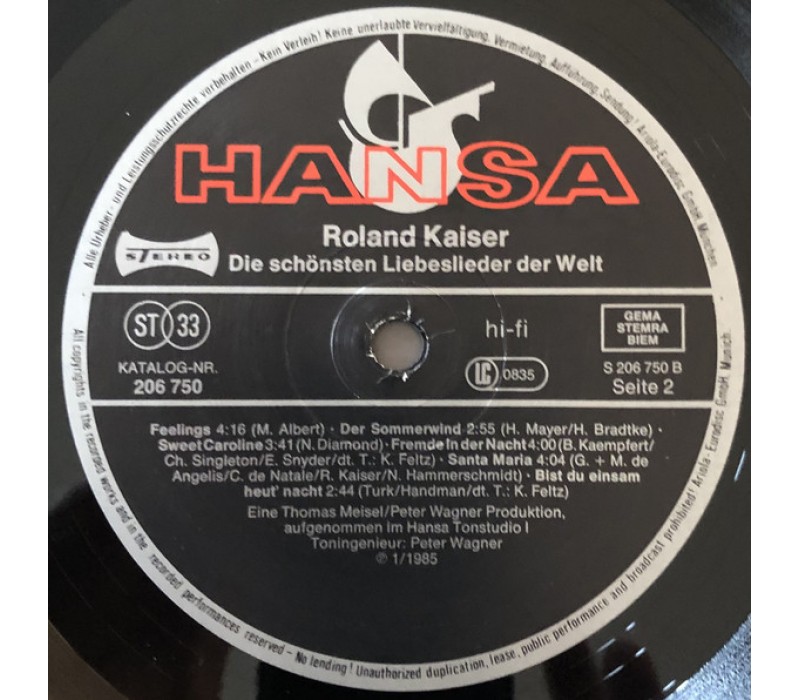 Alle Urheber- und Leistungsschutzrechte vorbehalten – Kein Verleih! Keine unerlaubte Vervielfältigung, Vermietung, Aufführung, Sendung! Ariola-Eurodisc GmbH, München.
HANSA
STEREO
Roland Kaiser
Die schönsten Liebeslieder der Welt
ST 33
hi-fi
GEMA
STEMRA
BIEM
KATALOG-NR.
206 750
LC 0835
S 206 750 B
Seite 2
Feelings 4:16 (M. Albert) · Der Sommerwind 2:55 (H. Mayer/H. Bradtke) ·
Sweet Caroline 3:41 (N. Diamond) · Fremde in der Nacht 4:00 (B. Kaempfert/
Ch. Singleton/E. Snyder/dt. T.: K. Feltz) · Santa Maria 4:04 (G. + M. de
Angelis/C. de Natale/R. Kaiser/N. Hammerschmidt) · Bist du einsam
heut' nacht 2:44 (Turk/Handman/dt. T.: K. Feltz)
Eine Thomas Meisel/Peter Wagner Produktion,
aufgenommen im Hansa Tonstudio I
Toningenieur: Peter Wagner
℗ 1/1985
All copyrights in the recorded works and in the recorded performances reserved – No lending! Unauthorized duplication, lease, public performance and broadcast prohibited! Ariola-Eurodisc GmbH, Munich.